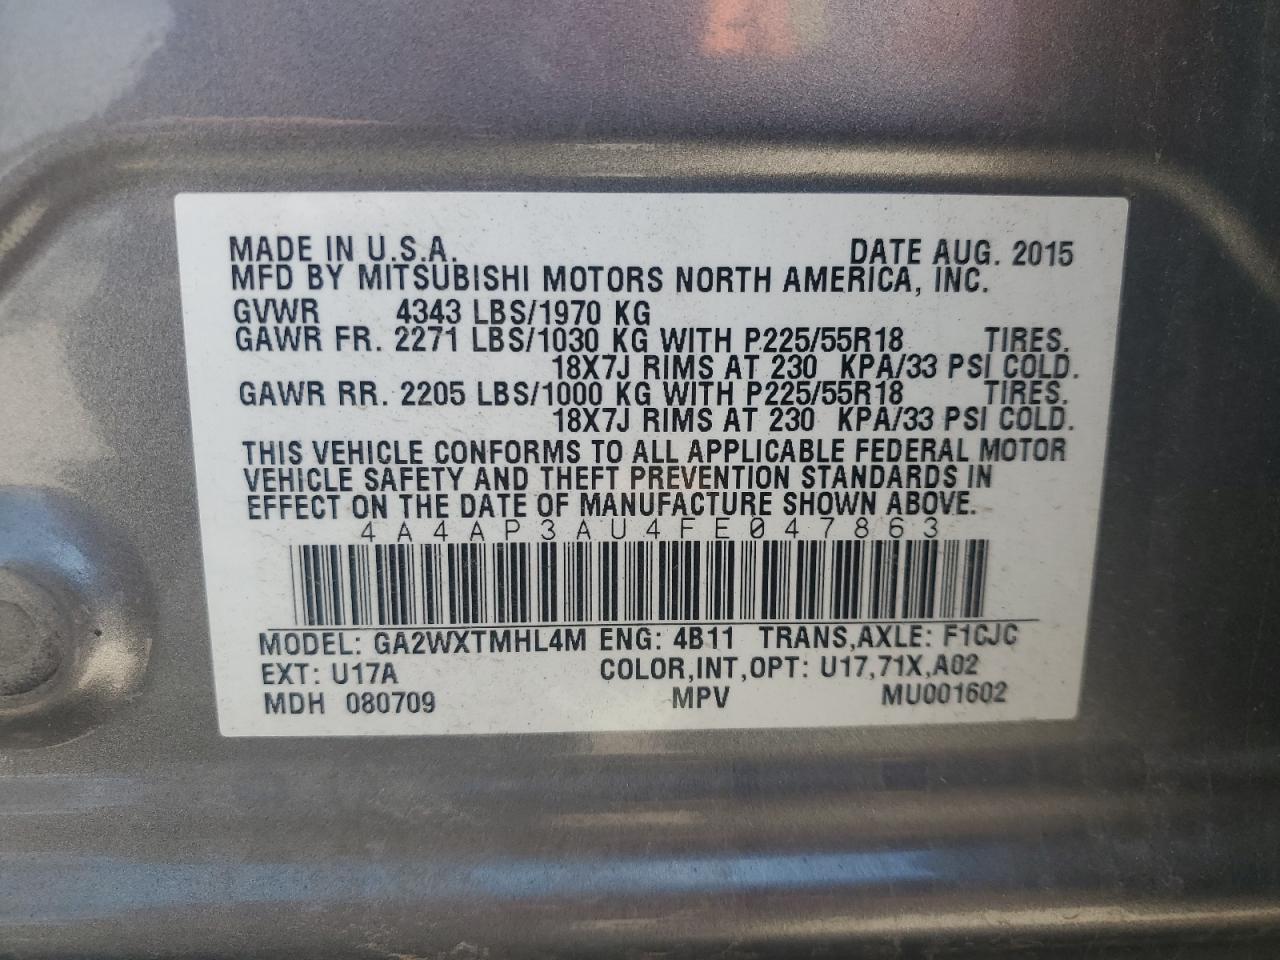 MADE IN U.S.A. DATE AUG. 2015
MFD BY MITSUBISHI MOTORS NORTH AMERICA, INC.
GVWR 4343 LBS/1970 KG
GAWR FR. 2271 LBS/1030 KG WITH P225/55R18 TIRES.
18X7J RIMS AT 230 KPA/33 PSI COLD.
GAWR RR. 2205 LBS/1000 KG WITH P225/55R18 TIRES.
18X7J RIMS AT 230 KPA/33 PSI COLD.
THIS VEHICLE CONFORMS TO ALL APPLICABLE FEDERAL MOTOR
VEHICLE SAFETY AND THEFT PREVENTION STANDARDS IN
EFFECT ON THE DATE OF MANUFACTURE SHOWN ABOVE.
4A4AP3AU4FE047863
MODEL: GA2WXTMHL4M ENG: 4B11 TRANS,AXLE: F1CJC
EXT: U17A COLOR,INT,OPT: U17,71X,A02
MDH 080709 MPV MU001602